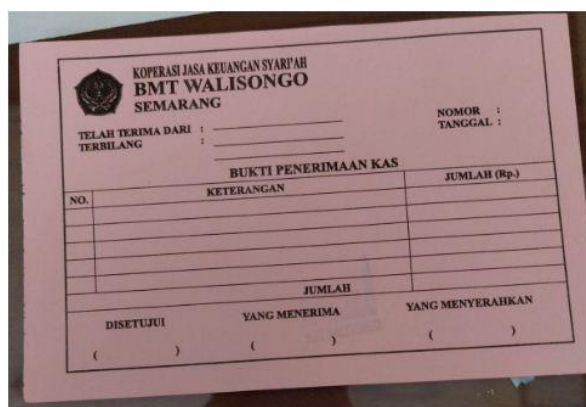 KOPERASI JASA KEUANGAN SYARI'AH
BMT WALISONGO
SEMARANG
TELAH TERIMA DARI :
TERBILANG :
NOMOR :
TANGGAL :
BUKTI PENERIMAAN KAS
NO. KETERANGAN JUMLAH (Rp.)
JUMLAH
DISETUJUI YANG MENERIMA YANG MENYERAHKAN
( ) ( ) ( )